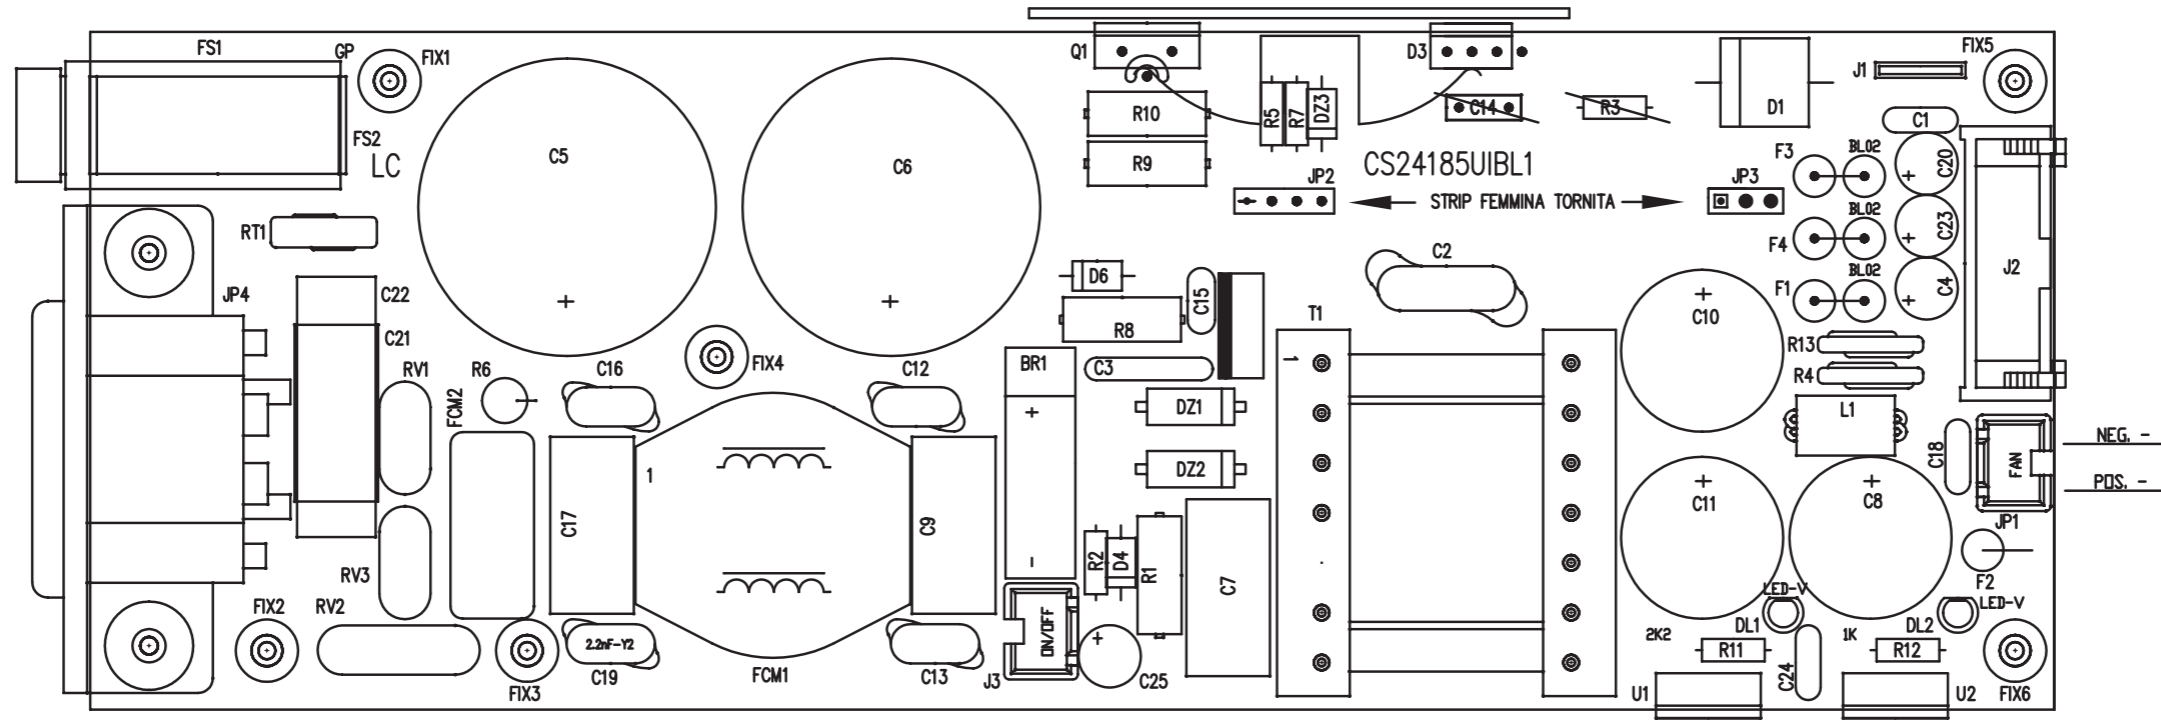 FS1
GP
FIX1
Q1
D3
FIX5
J1
FS2
LC
C5
C6
R10
R9
R5
R7
DZ3
C14
R3
D1
C1
CS24185UIBL1
F3
BL02
C20
JP2
STRIP FEMMINA TORNITA
JP3
RT1
F4
BL02
C23
J2
C2
JP4
C22
C21
+
+
D6
R8
C15
T1
1
+
C10
F1
BL02
C4
+
+
+
R13
R4
RV1
FCM2
R6
C16
FIX4
C12
BR1
+
-
C3
DZ1
DZ2
L1
C18
FAN
NEG. -
POS. -
JP1
1
C17
C9
+
C11
+
C8
F2
RV3
R2
D4
R1
C7
LED-V
LED-V
FIX2
RV2
FIX3
2.2nF-Y2
C19
FCM1
C13
J3
ON/OFF
+
C25
2K2
DL1
R11
C24
1K
DL2
R12
U1
U2
FIX6